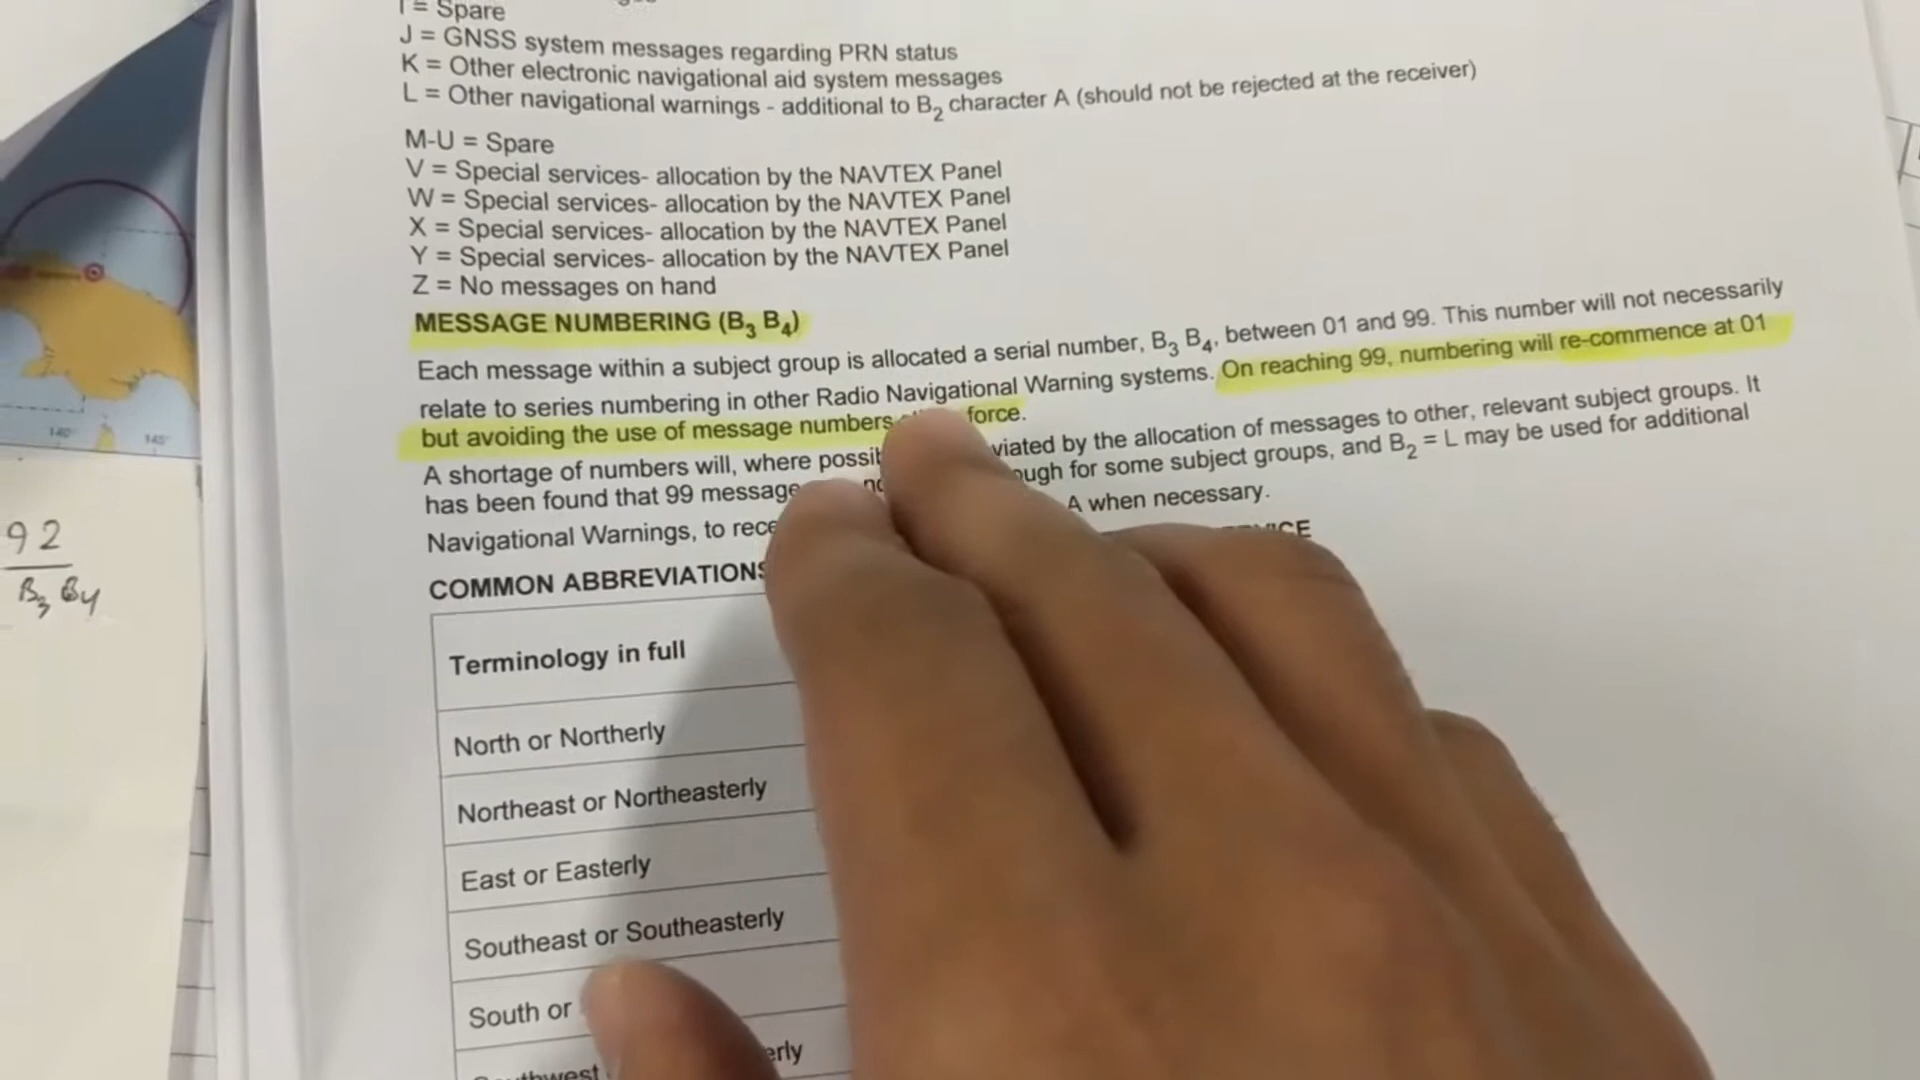 = Spare
J = GNSS system messages regarding PRN status
K = Other electronic navigational aid system messages
L = Other navigational warnings - additional to B2 character A (should not be rejected at the receiver)
M-U = Spare
V = Special services- allocation by the NAVTEX Panel
W = Special services- allocation by the NAVTEX Panel
X = Special services- allocation by the NAVTEX Panel
Y = Special services- allocation by the NAVTEX Panel
Z = No messages on hand
MESSAGE NUMBERING (B3 B4)
Each message within a subject group is allocated a serial number, B3 B4, between 01 and 99. This number will not necessarily
relate to series numbering in other Radio Navigational Warning systems. On reaching 99, numbering will re-commence at 01
but avoiding the use of message numbers force.
A shortage of numbers will, where by the allocation of messages to other, relevant subject groups. It
has been found that 99 for some subject groups, and B2 = L may be used for additional
Navigational Warnings, to A when necessary.
COMMON ABBREVIATIONS
Terminology in full
North or Northerly
Northeast or Northeasterly
East or Easterly
Southeast or Southeasterly
South or
92
B3 B4
140°
145°